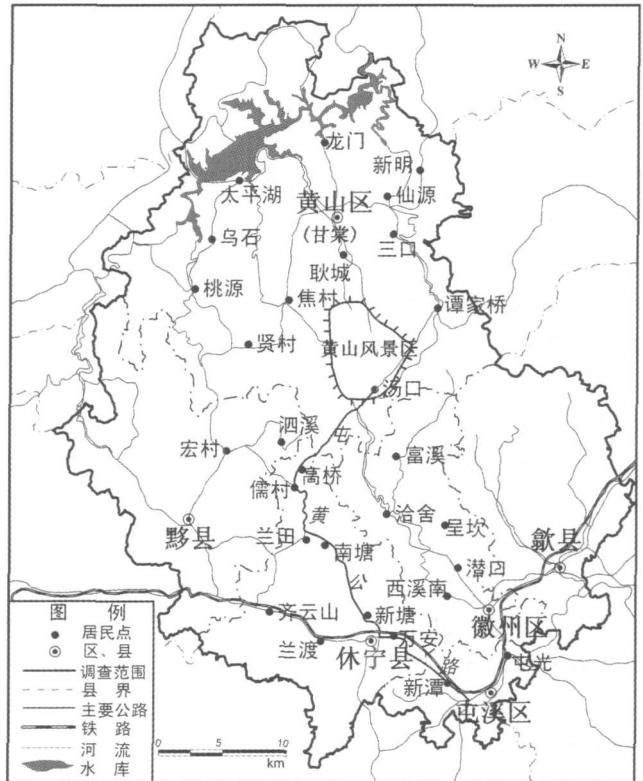 N
W E
S
龙门
新明
太平湖
仙源
黄山区
(甘棠)
乌石
三口
耿城
桃源
焦村
谭家桥
贤村
黄山风景区
汤口
屯
泗溪
宏村
富溪
高桥
儒村
黄
洽舍
呈坎
黟县
兰田
南塘
歙县
潜口
公
西溪南
齐云山
新塘
徽州区
兰渡
万安
休宁县
路
屯光
新潭
屯溪区
图 例
居民点
区、县
调查范围
县 界
主要公路
铁 路
河 流
水 库
0 5 10
km